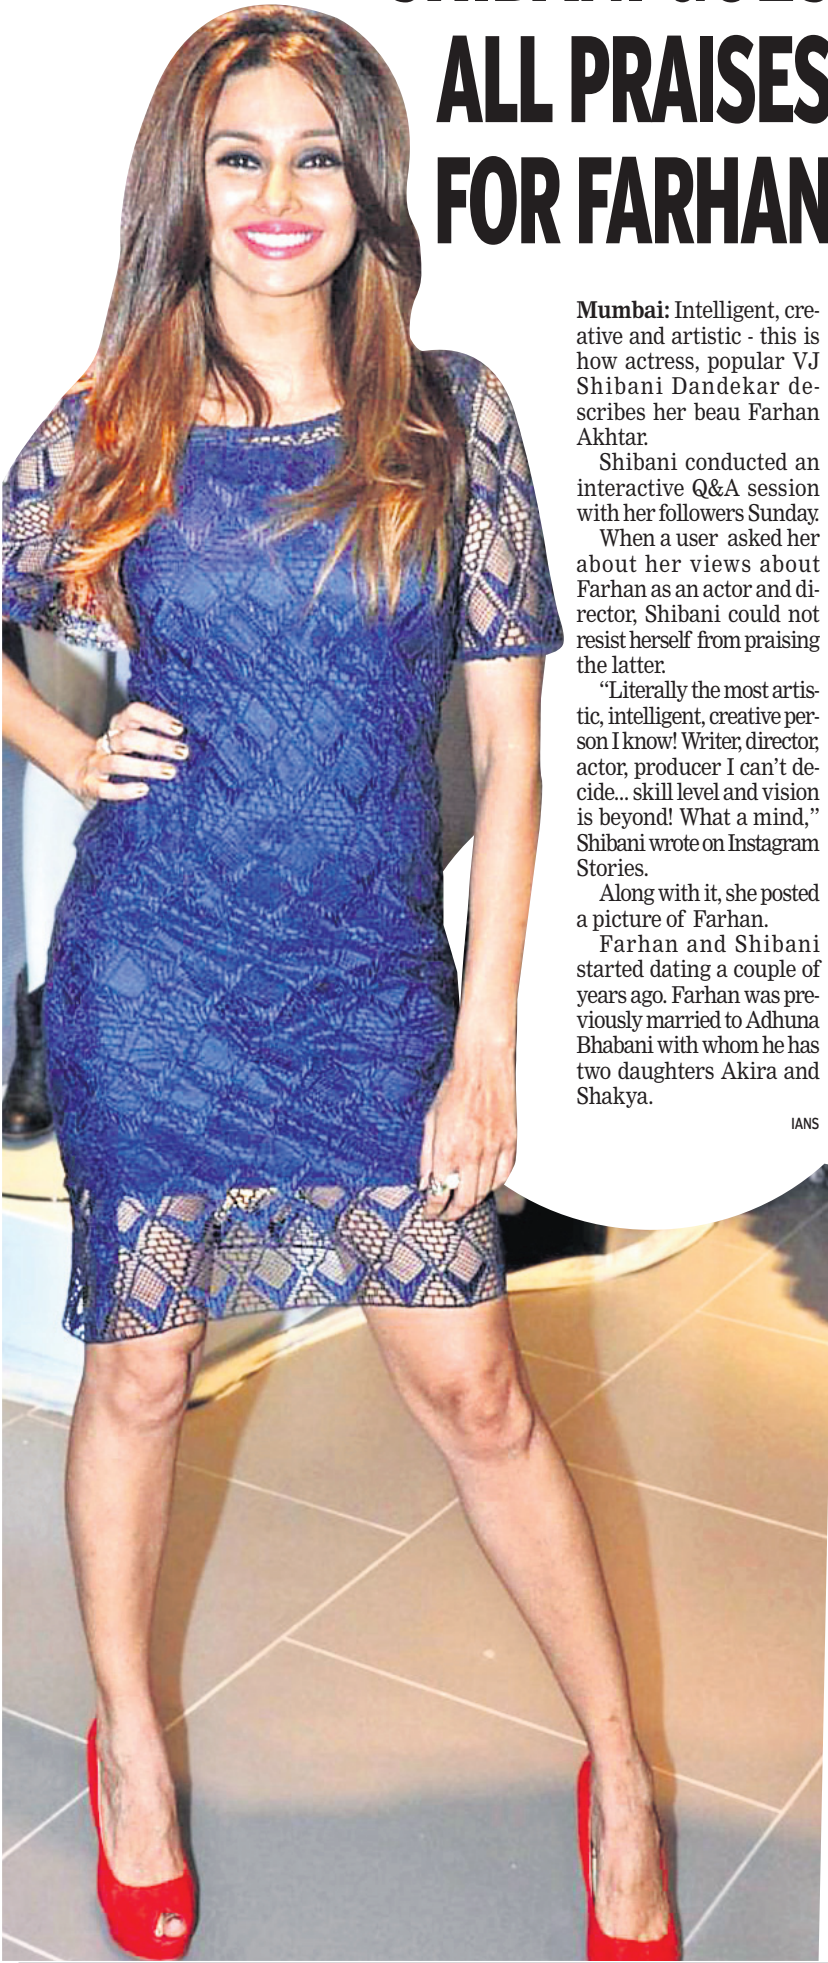 ALL PRAISES
FOR FARHAN
Mumbai: Intelligent, cre-
ative and artistic - this is
how actress, popular VJ
Shibani Dandekar de-
scribes her beau Farhan
Akhtar.
Shibani conducted an
interactive Q&A session
with her followers Sunday.
When a user asked her
about her views about
Farhan as an actor and di-
rector, Shibani could not
resist herself from praising
the latter.
“Literally the most artis-
tic, intelligent, creative per-
son I know! Writer, director,
actor, producer I can’t de-
cide... skill level and vision
is beyond! What a mind,”
Shibani wrote on Instagram
Stories.
Along with it, she posted
a picture of Farhan.
Farhan and Shibani
started dating a couple of
years ago. Farhan was pre-
viously married to Adhuna
Bhabani with whom he has
two daughters Akira and
Shakya.
IANS